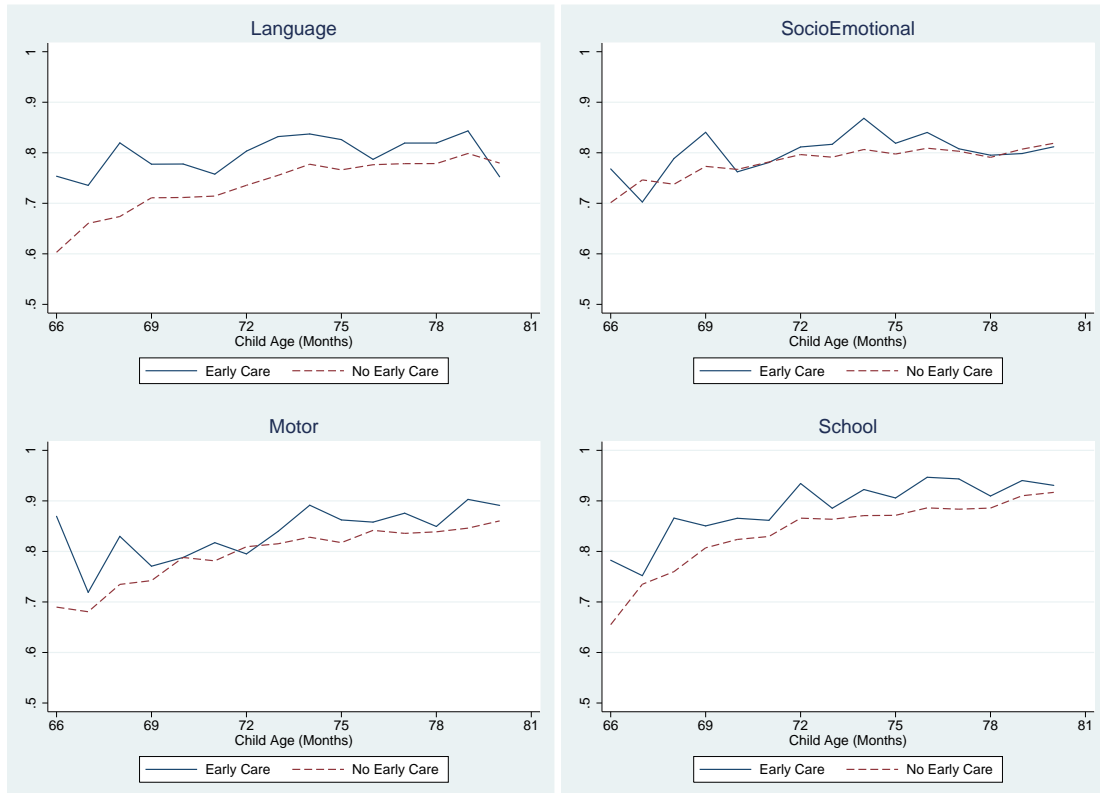 Language
1
.9
.8
.7
.6
.5
66 69 72 75 78 81
Child Age (Months)
Early Care No Early Care
SocioEmotional
1
.9
.8
.7
.6
.5
66 69 72 75 78 81
Child Age (Months)
Early Care No Early Care
Motor
1
.9
.8
.7
.6
.5
66 69 72 75 78 81
Child Age (Months)
Early Care No Early Care
School
1
.9
.8
.7
.6
.5
66 69 72 75 78 81
Child Age (Months)
Early Care No Early Care